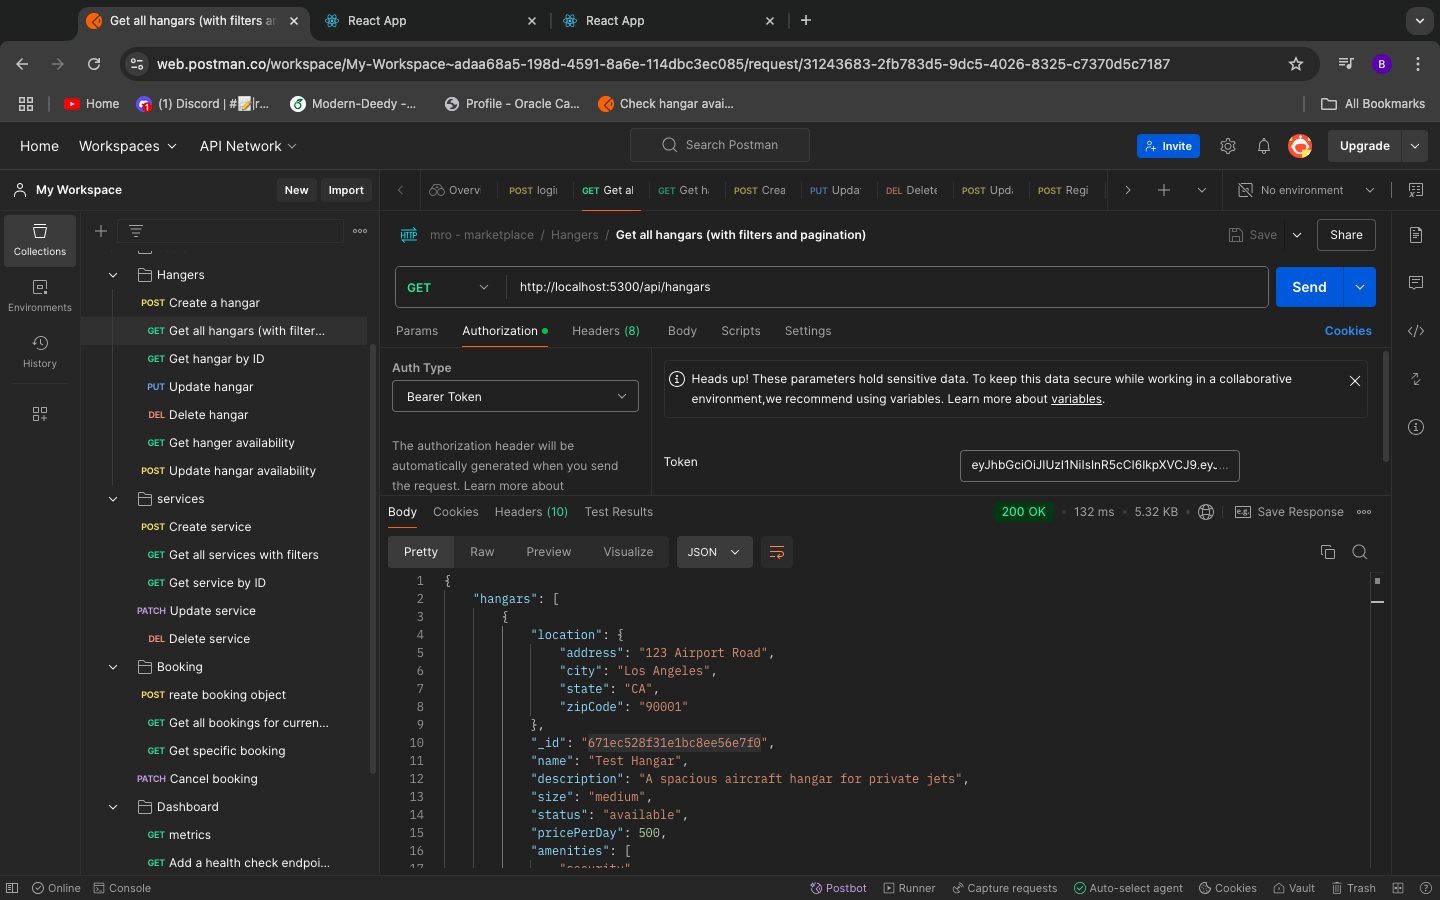 Get all hangars (with filters an
React App
React App
web.postman.co/workspace/My-Workspace~adaa68a5-198d-4591-8a6e-114dbc3ec085/request/31243683-2fb783d5-9dc5-4026-8325-c7370d5c7187
B
Home
(1) Discord | #📝|r...
Modern-Deedy -...
Profile - Oracle Ca...
Check hangar avai...
All Bookmarks
Home
Workspaces
API Network
Search Postman
Invite
Upgrade
My Workspace
New
Import
Overvi
POST login
GET Get al
GET Get ha
POST Crea
PUT Updat
DEL Delete
POST Upda
POST Regi
No environment
Collections
Environments
History
Hangers
POST Create a hangar
GET Get all hangars (with filter...
GET Get hangar by ID
PUT Update hangar
DEL Delete hangar
GET Get hanger availability
POST Update hangar availability
services
POST Create service
GET Get all services with filters
GET Get service by ID
PATCH Update service
DEL Delete service
Booking
POST reate booking object
GET Get all bookings for curren...
GET Get specific booking
PATCH Cancel booking
Dashboard
GET metrics
GET Add a health check endpoi...
HTTP
mro - marketplace / Hangers / Get all hangars (with filters and pagination)
Save
Share
GET
http://localhost:5300/api/hangars
Send
Params
Authorization
Headers (8)
Body
Scripts
Settings
Cookies
Auth Type
Bearer Token
The authorization header will be
automatically generated when you send
the request. Learn more about
Heads up! These parameters hold sensitive data. To keep this data secure while working in a collaborative
environment,we recommend using variables. Learn more about variables.
Token
eyJhbGciOiJIUzI1NiIsInR5cCI6IkpXVCJ9.ey...
Body
Cookies
Headers (10)
Test Results
200 OK
132 ms
5.32 KB
e.g.
Save Response
Pretty
Raw
Preview
Visualize
JSON
1 {
2 "hangars": [
3 {
4 "location": {
5 "address": "123 Airport Road",
6 "city": "Los Angeles",
7 "state": "CA",
8 "zipCode": "90001"
9 },
10 "_id": "671ec528f31e1bc8ee56e7f0",
11 "name": "Test Hangar",
12 "description": "A spacious aircraft hangar for private jets",
13 "size": "medium",
14 "status": "available",
15 "pricePerDay": 500,
16 "amenities": [
17 "security"
Online
Console
Postbot
Runner
Capture requests
Auto-select agent
Cookies
Vault
Trash